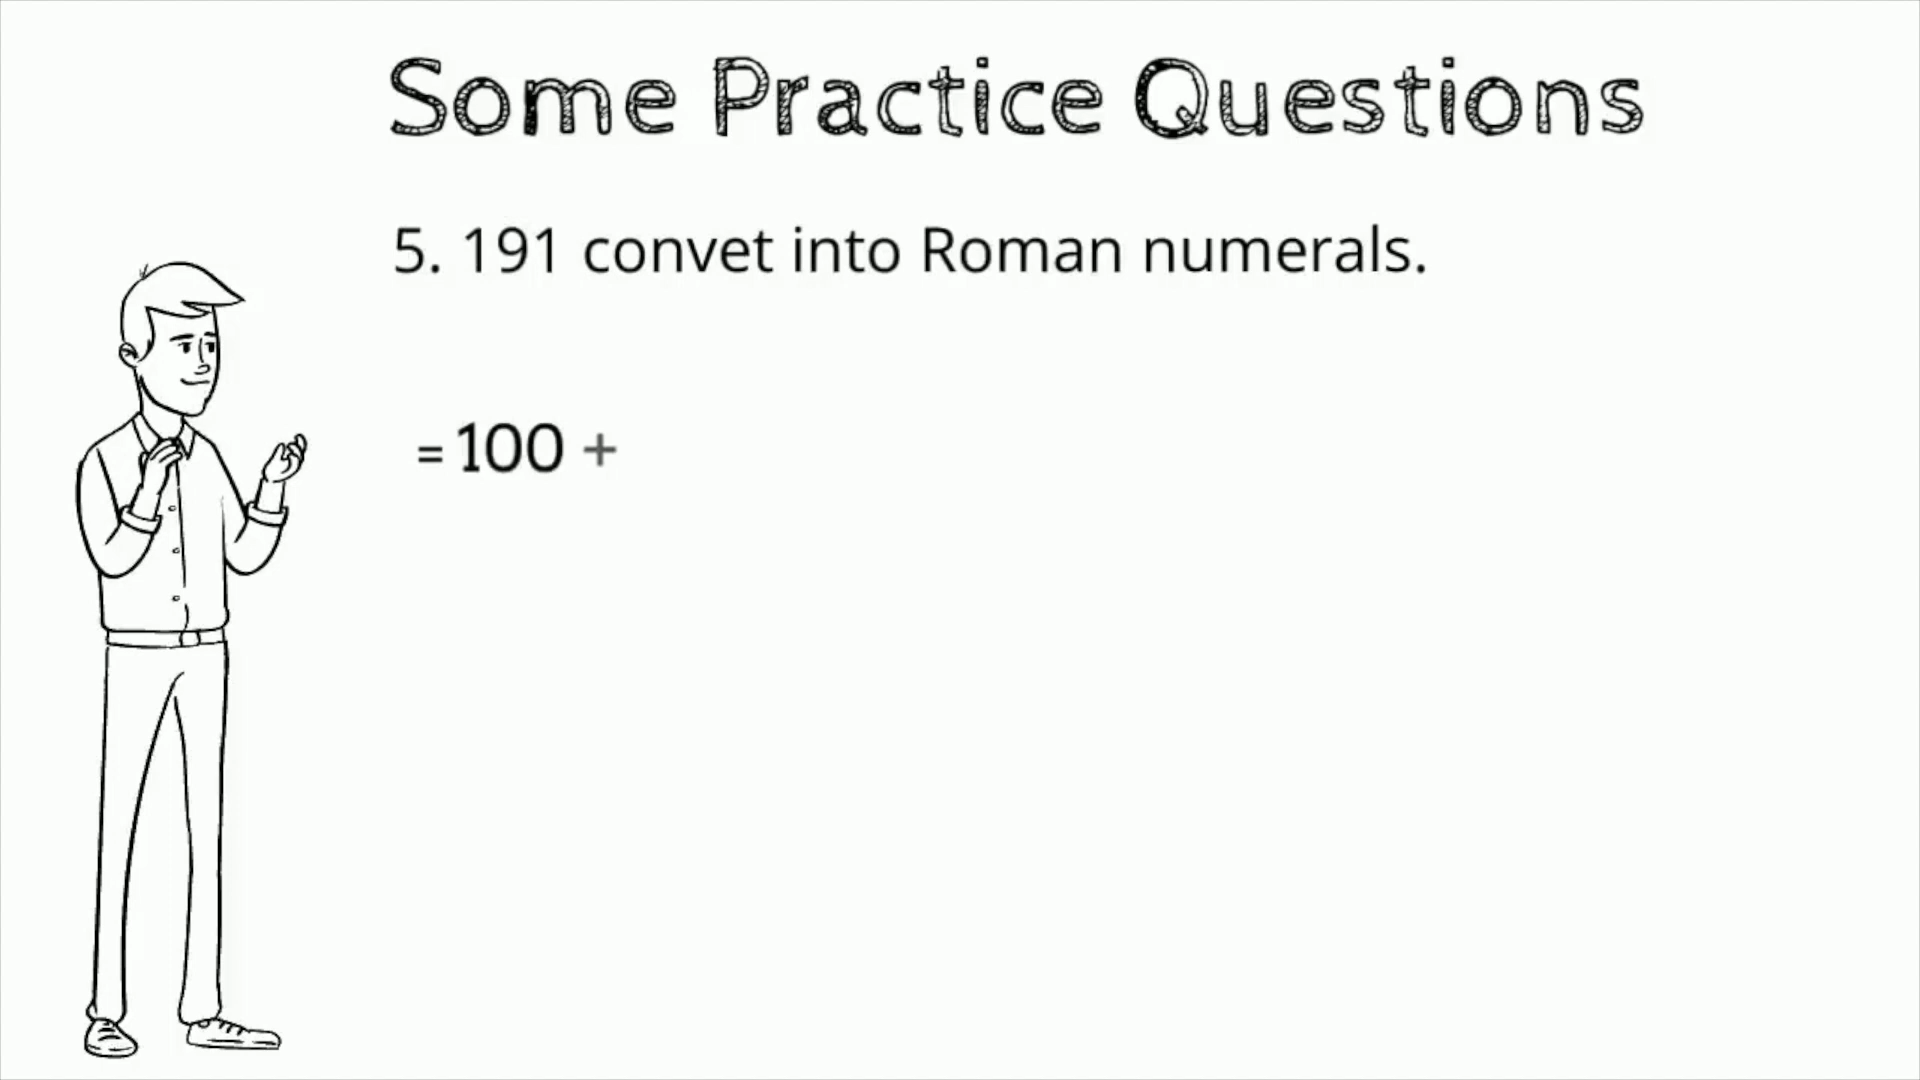 Some Practice Questions
5. 191 convet into Roman numerals.
= 100 +